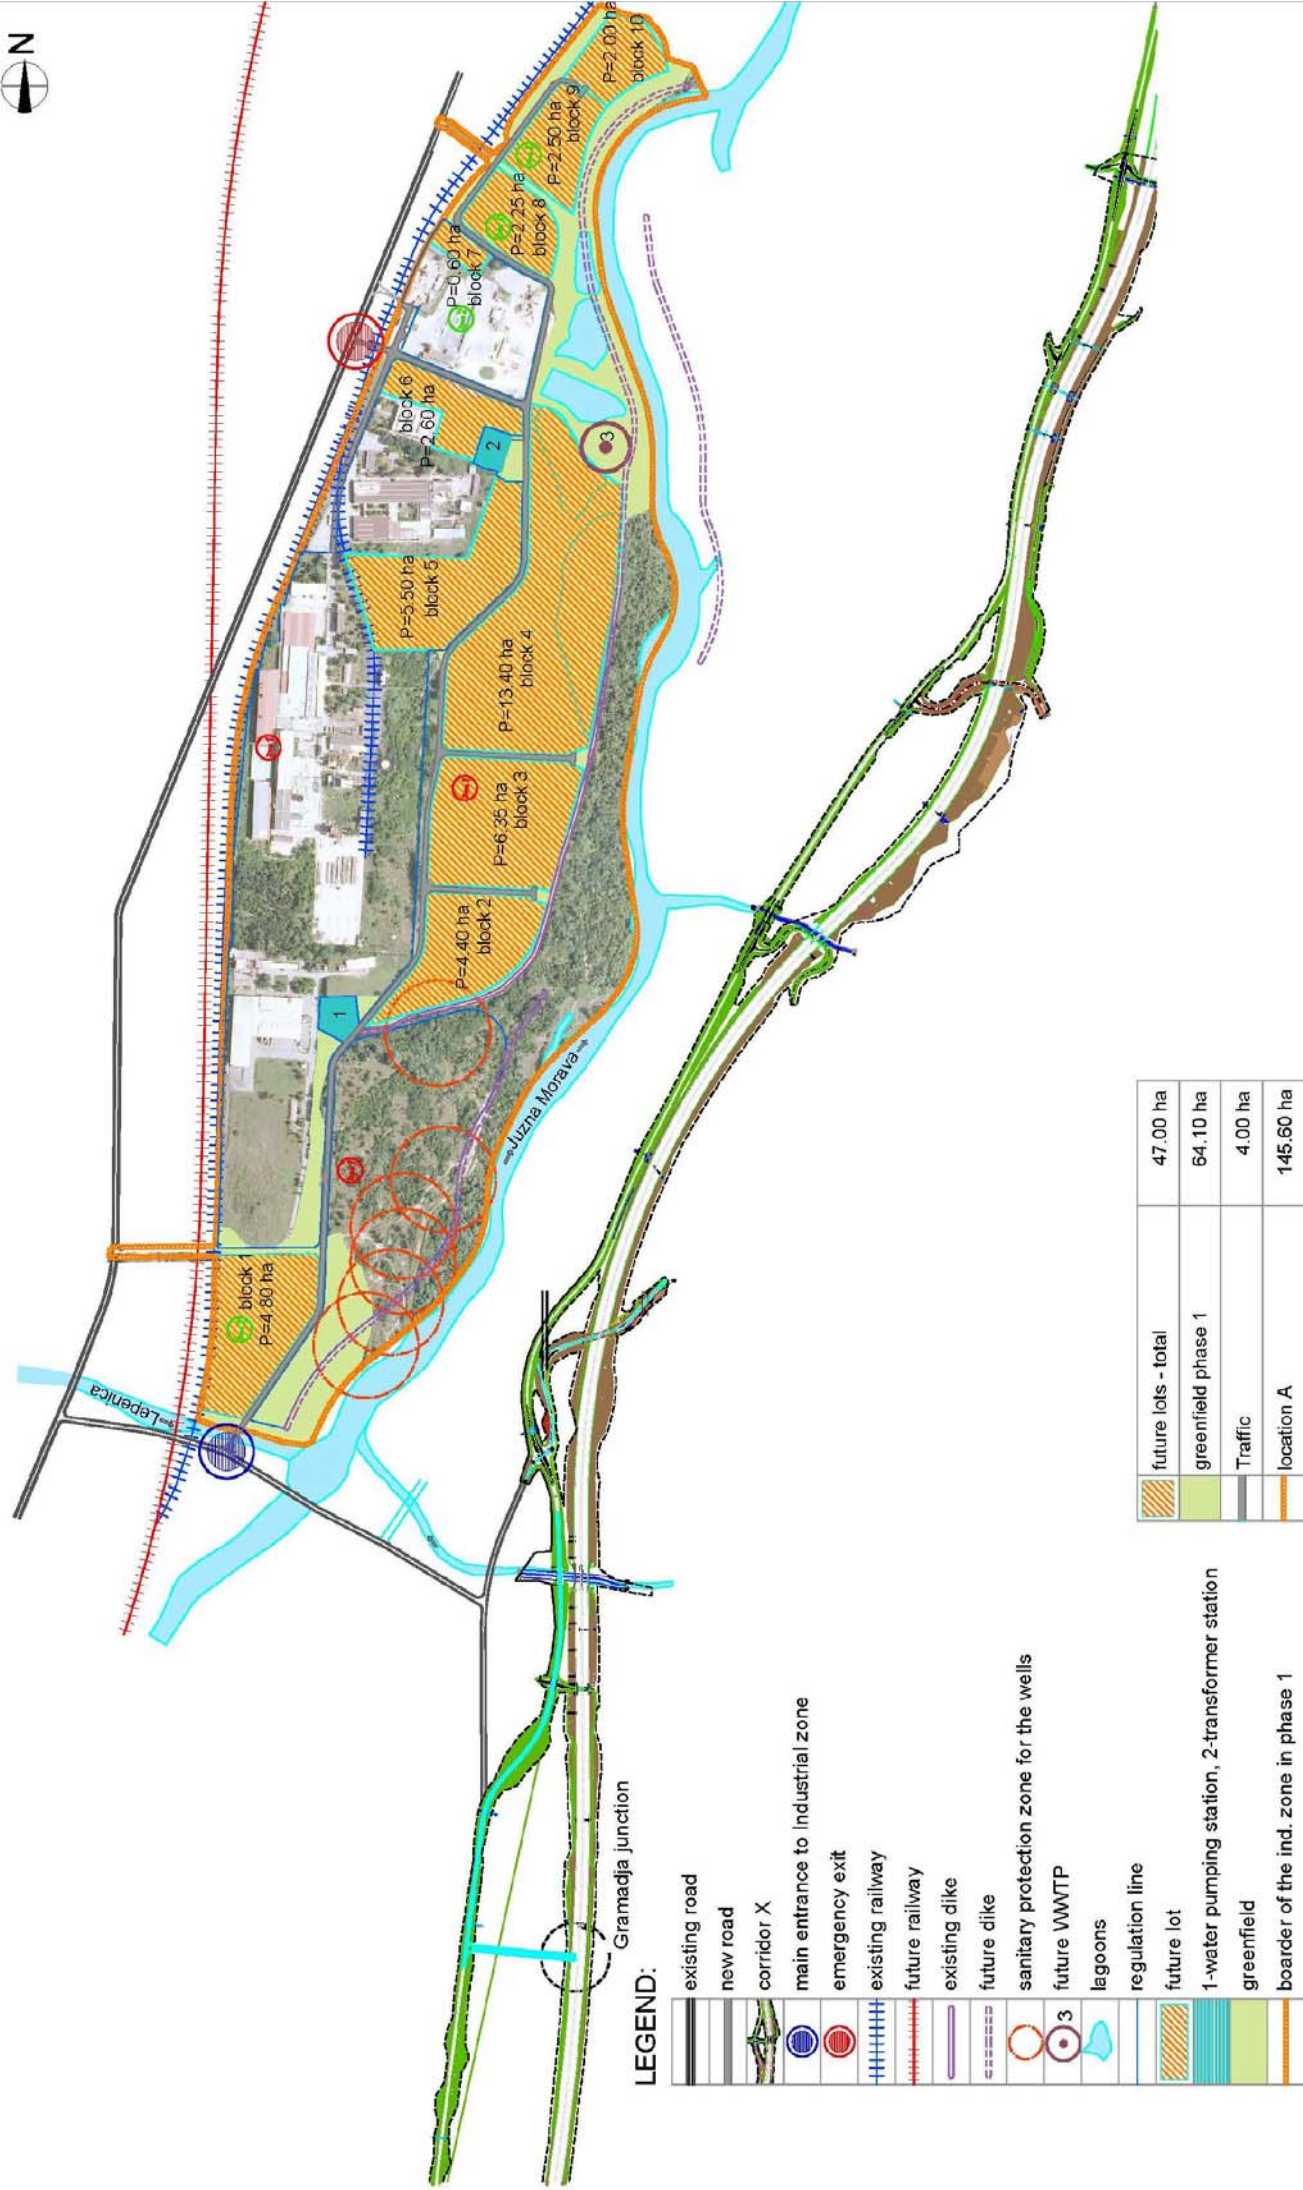 N
Lepenica
block 1
P=4.80 ha
1
P=4.40 ha
block 2
P=6.35 ha
block 3
P=13.40 ha
block 4
P=5.50 ha
block 5
block 6
P=2.60 ha
2
P=0.60 ha
block 7
P=2.25 ha
block 8
P=2.50 ha
block 9
P=2.00 ha
block 10
3
Juzna Morava
Gramadja junction
LEGEND:
existing road
new road
corridor X
main entrance to Industrial zone
emergency exit
existing railway
future railway
existing dike
future dike
sanitary protection zone for the wells
3 future WWTP
lagoons
regulation line
future lot
1-water pumping station, 2-transformer station
greenfield
boarder of the ind. zone in phase 1
future lots - total 47.00 ha
greenfield phase 1 64.10 ha
Traffic 4.00 ha
location A 145.60 ha